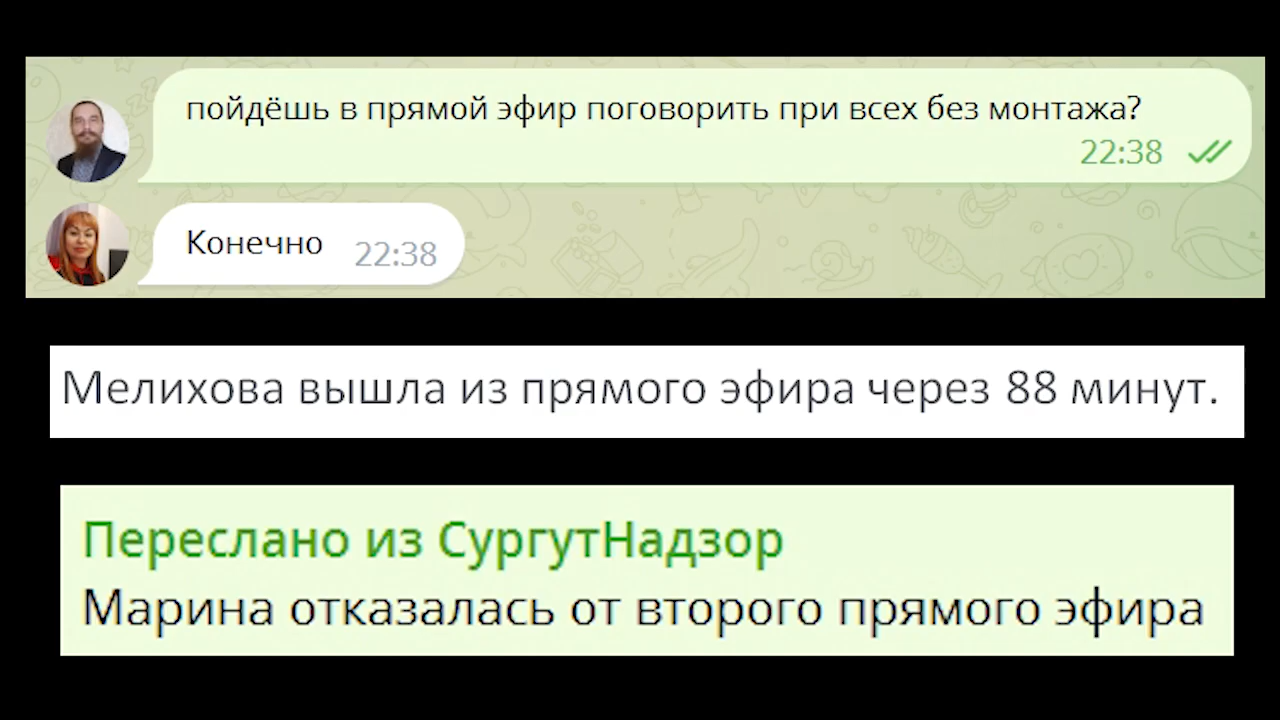 пойдёшь в прямой эфир поговорить при всех без монтажа?
22:38
Конечно 22:38
Мелихова вышла из прямого эфира через 88 минут.
Переслано из СургутНадзор
Марина отказалась от второго прямого эфира